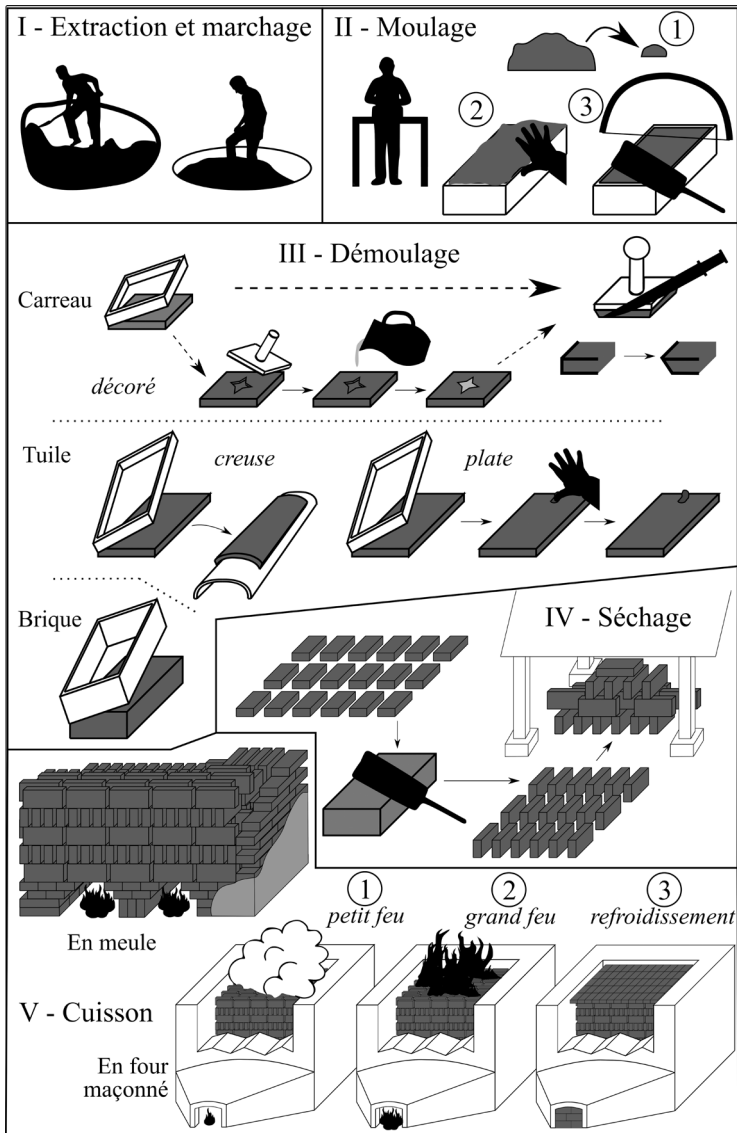 I - Extraction et marchage
II - Moulage
1
2
3
III - Démoulage
Carreau
décoré
Tuile
creuse
plate
Brique
IV - Séchage
En meule
1
petit feu
2
grand feu
3
refroidissement
V - Cuisson
En four
maçonné